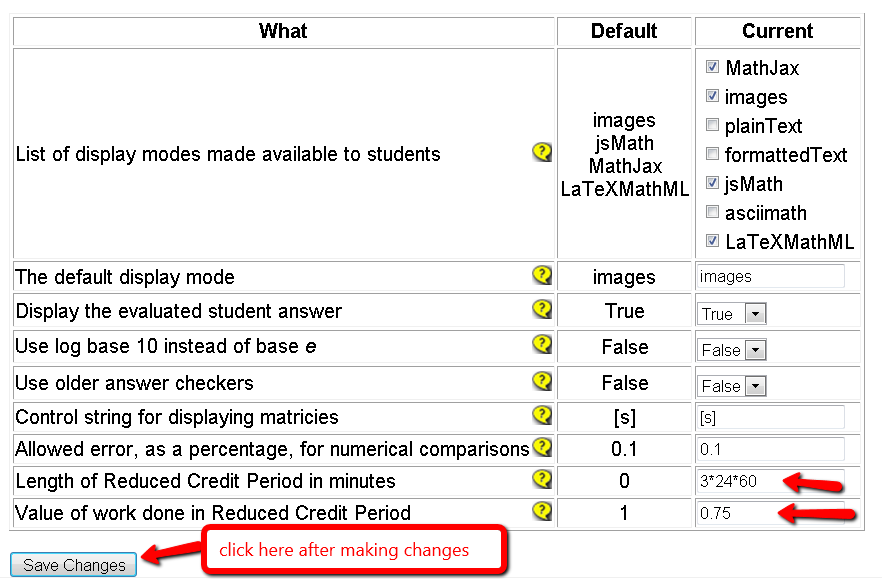 What Default Current
List of display modes made available to students
images
jsMath
MathJax
LaTeXMathML
MathJax
images
plainText
formattedText
jsMath
asciimath
LaTeXMathML
The default display mode images images
Display the evaluated student answer True True
Use log base 10 instead of base e False False
Use older answer checkers False False
Control string for displaying matricies [s] [s]
Allowed error, as a percentage, for numerical comparisons 0.1 0.1
Length of Reduced Credit Period in minutes 0 3*24*60
Value of work done in Reduced Credit Period 1 0.75
click here after making changes
Save Changes